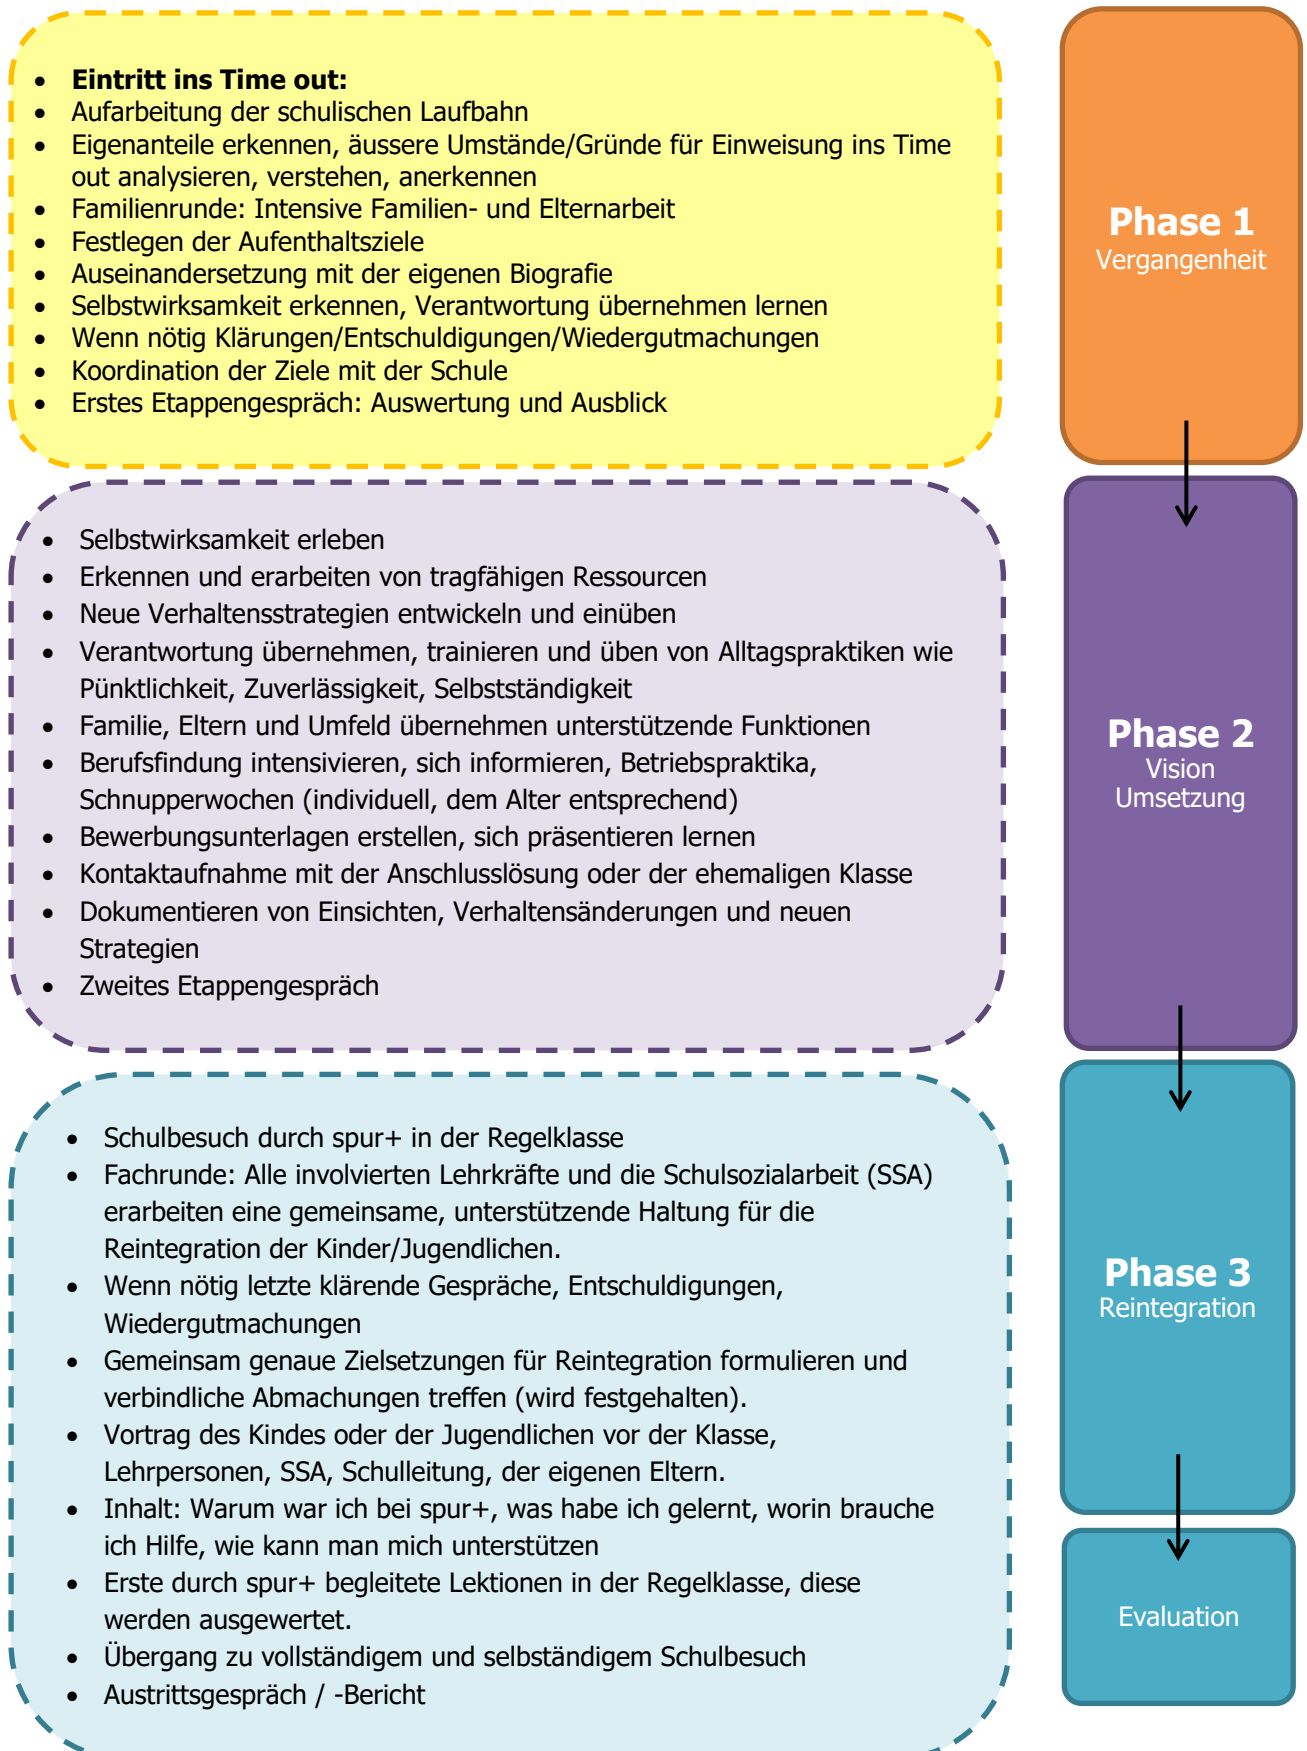 • Eintritt ins Time out:
• Aufarbeitung der schulischen Laufbahn
• Eigenanteile erkennen, äussere Umstände/Gründe für Einweisung ins Time
out analysieren, verstehen, anerkennen
• Familienrunde: Intensive Familien- und Elternarbeit
• Festlegen der Aufenthaltsziele
• Auseinandersetzung mit der eigenen Biografie
• Selbstwirksamkeit erkennen, Verantwortung übernehmen lernen
• Wenn nötig Klärungen/Entschuldigungen/Wiedergutmachungen
• Koordination der Ziele mit der Schule
• Erstes Etappengespräch: Auswertung und Ausblick
Phase 1
Vergangenheit
• Selbstwirksamkeit erleben
• Erkennen und erarbeiten von tragfähigen Ressourcen
• Neue Verhaltensstrategien entwickeln und einüben
• Verantwortung übernehmen, trainieren und üben von Alltagspraktiken wie
Pünktlichkeit, Zuverlässigkeit, Selbstständigkeit
• Familie, Eltern und Umfeld übernehmen unterstützende Funktionen
• Berufsfindung intensivieren, sich informieren, Betriebspraktika,
Schnupperwochen (individuell, dem Alter entsprechend)
• Bewerbungsunterlagen erstellen, sich präsentieren lernen
• Kontaktaufnahme mit der Anschlusslösung oder der ehemaligen Klasse
• Dokumentieren von Einsichten, Verhaltensänderungen und neuen
Strategien
• Zweites Etappengespräch
Phase 2
Vision
Umsetzung
• Schulbesuch durch spur+ in der Regelklasse
• Fachrunde: Alle involvierten Lehrkräfte und die Schulsozialarbeit (SSA)
erarbeiten eine gemeinsame, unterstützende Haltung für die
Reintegration der Kinder/Jugendlichen.
• Wenn nötig letzte klärende Gespräche, Entschuldigungen,
Wiedergutmachungen
• Gemeinsam genaue Zielsetzungen für Reintegration formulieren und
verbindliche Abmachungen treffen (wird festgehalten).
• Vortrag des Kindes oder der Jugendlichen vor der Klasse,
Lehrpersonen, SSA, Schulleitung, der eigenen Eltern.
• Inhalt: Warum war ich bei spur+, was habe ich gelernt, worin brauche
ich Hilfe, wie kann man mich unterstützen
• Erste durch spur+ begleitete Lektionen in der Regelklasse, diese
werden ausgewertet.
• Übergang zu vollständigem und selbständigem Schulbesuch
• Austrittsgespräch / -Bericht
Phase 3
Reintegration
Evaluation